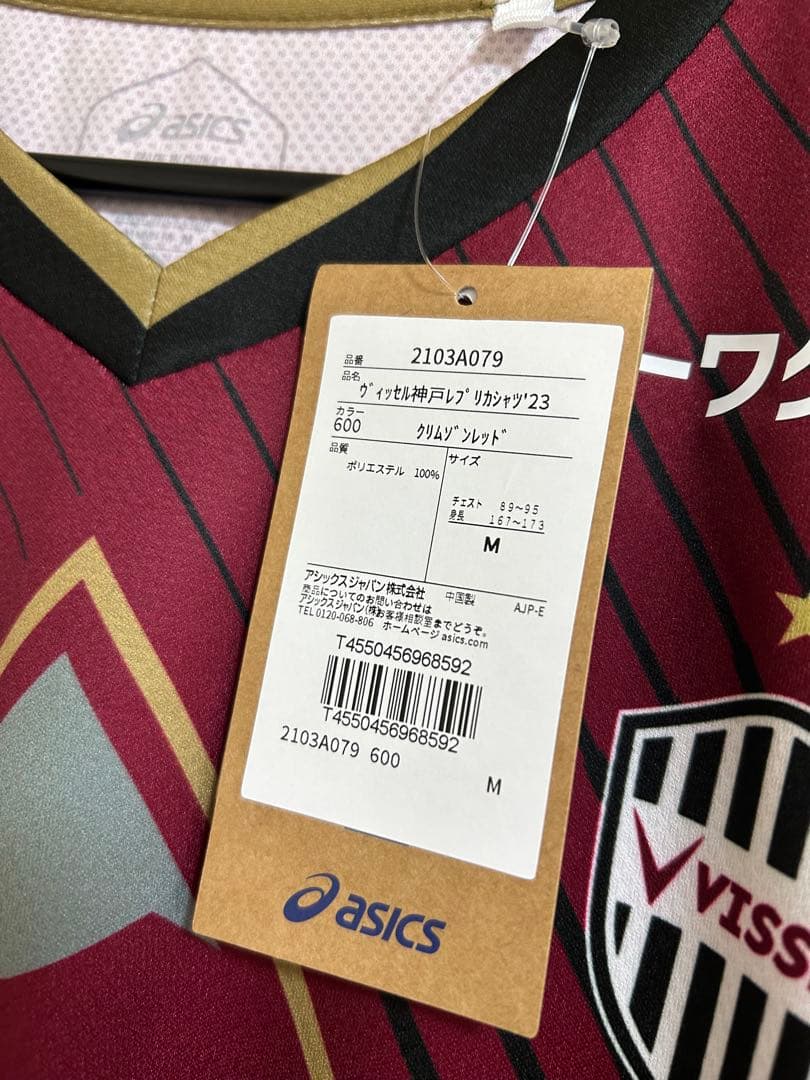 asics
品番 2103A079
品名
ヴィッセル神戸レプリカシャツ'23
カラー
600 クリムゾンレッド
品質
ポリエステル 100%
サイズ
チェスト 89~95
身長 167~173
M
アシックスジャパン株式会社 中国製 AJP-E
商品についてのお問い合わせは
アシックスジャパン(株)お客様相談室までどうぞ。
TEL 0120-068-806 ホームページ asics.com
T4550456968592
T4550456968592
2103A079 600
M
asics
ーワク
VISS